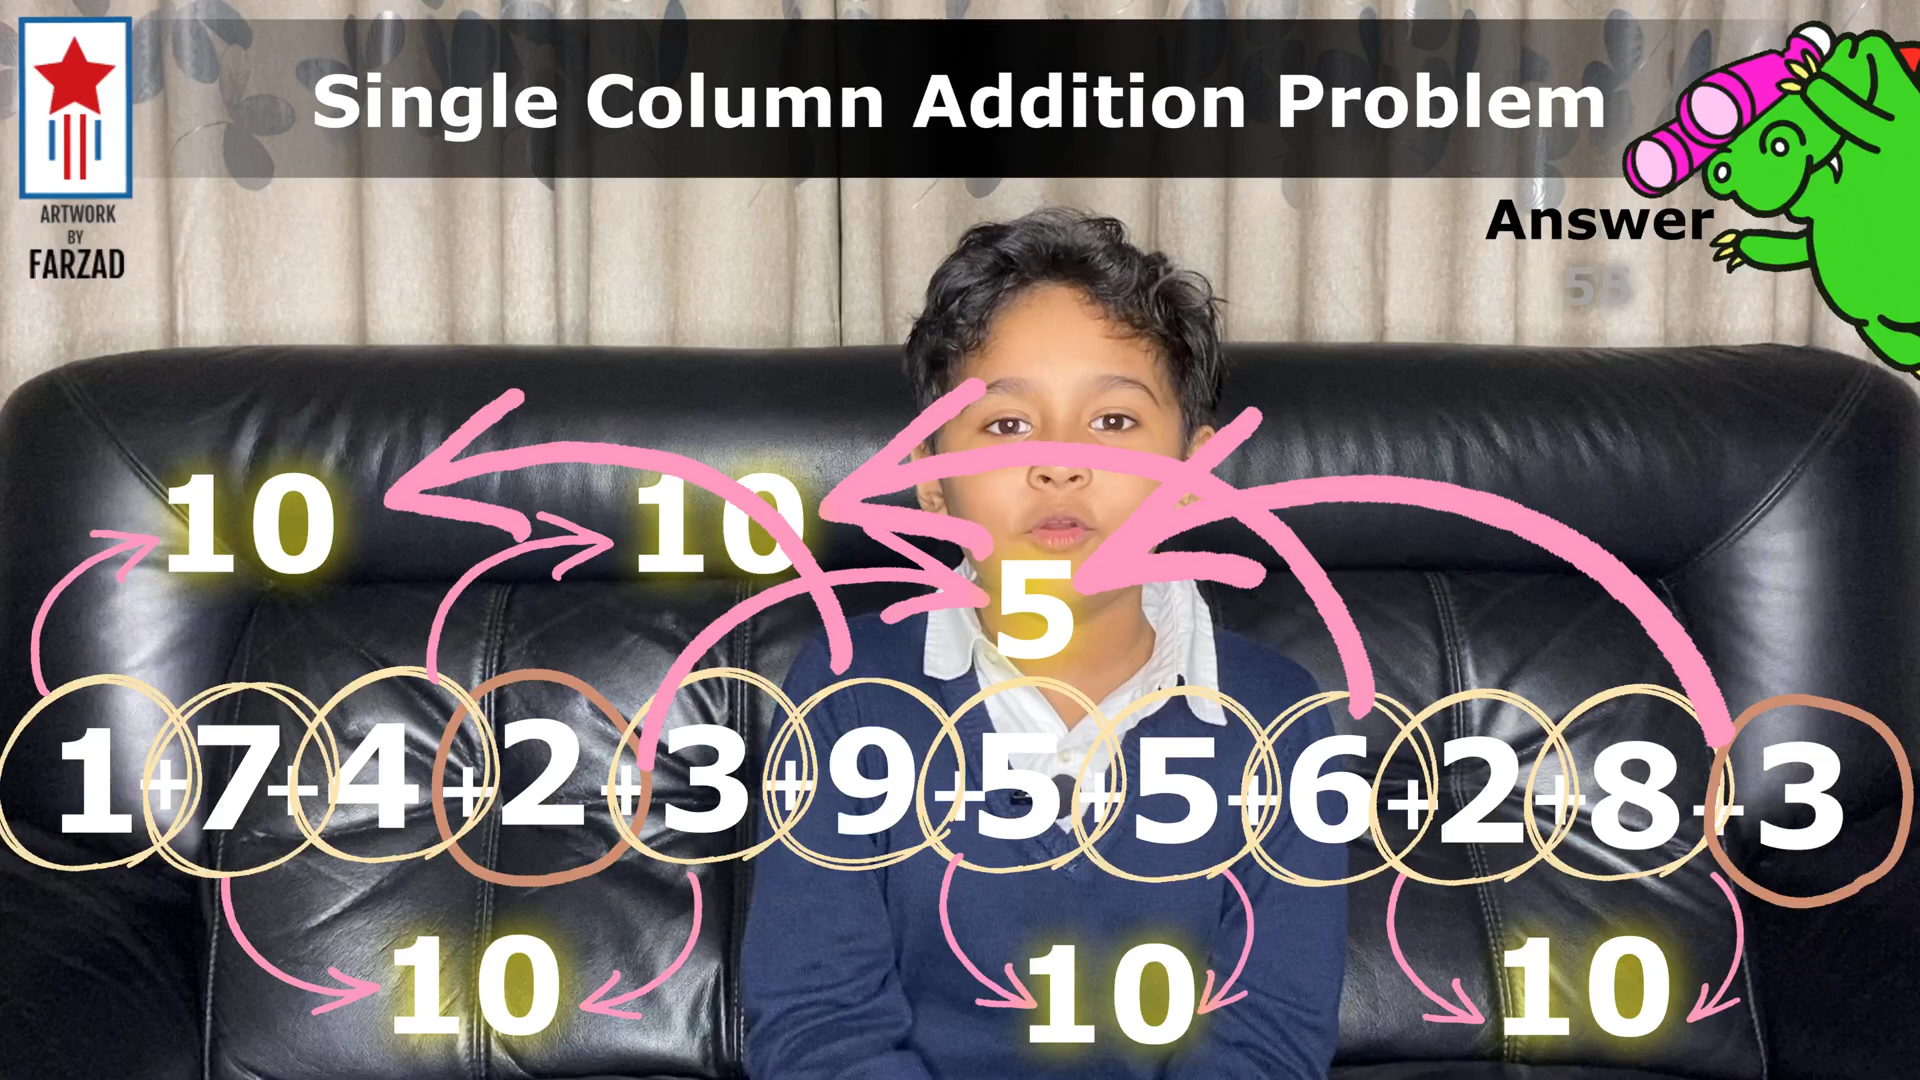 Single Column Addition Problem
ARTWORK
BY
FARZAD
Answer
55
10 10
5
1+7+4+2+3+9+5+5+6+2+8+3
10 10 10